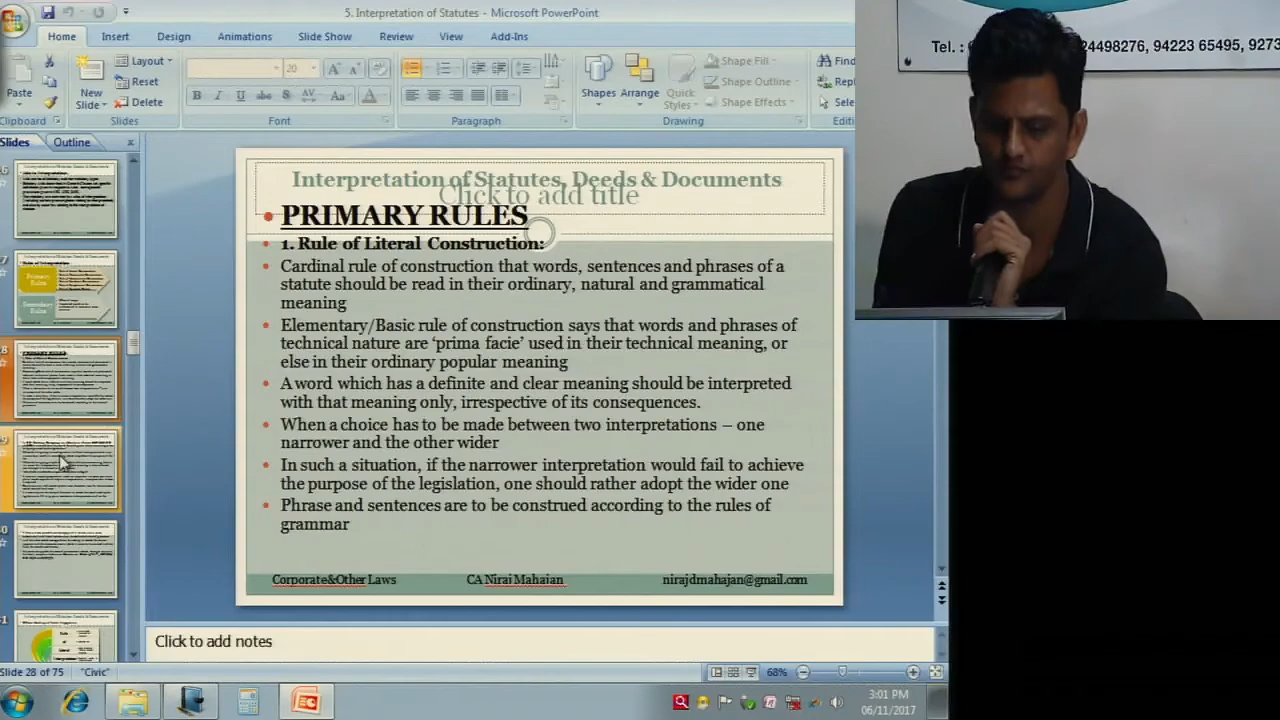 5. Interpretation of Statutes - Microsoft PowerPoint
Home Insert Design Animations Slide Show Review View Add-Ins
Paste
Clipboard
New
Slide
Layout
Reset
Delete
Slides
20
B I U abc S AV Aa A
Font
Paragraph
Shapes Arrange Quick
Styles
Shape Fill
Shape Outline
Shape Effects
Drawing
Find
Repl
Sele
Editi
Tel. : 24498276, 94223 65495, 9273
Slides Outline
Interpretation of Statutes, Deeds & Documents
Click to add title
PRIMARY RULES
1. Rule of Literal Construction:
Cardinal rule of construction that words, sentences and phrases of a
statute should be read in their ordinary, natural and grammatical
meaning
Elementary/Basic rule of construction says that words and phrases of
technical nature are ‘prima facie’ used in their technical meaning, or
else in their ordinary popular meaning
A word which has a definite and clear meaning should be interpreted
with that meaning only, irrespective of its consequences.
When a choice has to be made between two interpretations – one
narrower and the other wider
In such a situation, if the narrower interpretation would fail to achieve
the purpose of the legislation, one should rather adopt the wider one
Phrase and sentences are to be construed according to the rules of
grammar
Corporate&Other Laws CA Niraj Mahajan nirajdmahajan@gmail.com
Click to add notes
Slide 28 of 75 "Civic" 68%
3:01 PM
06/11/2017